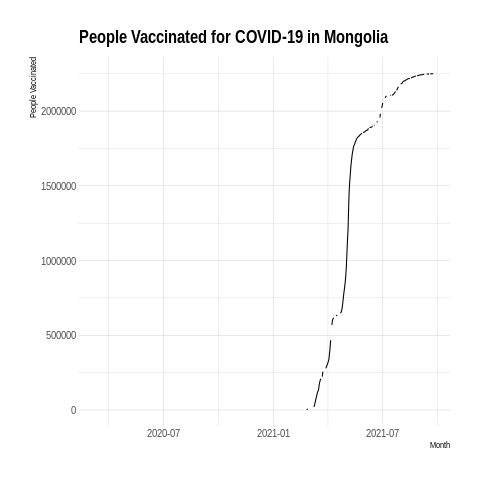 People Vaccinated for COVID-19 in Mongolia
People Vaccinated
2000000
1500000
1000000
500000
0
2020-07
2021-01
2021-07
Month